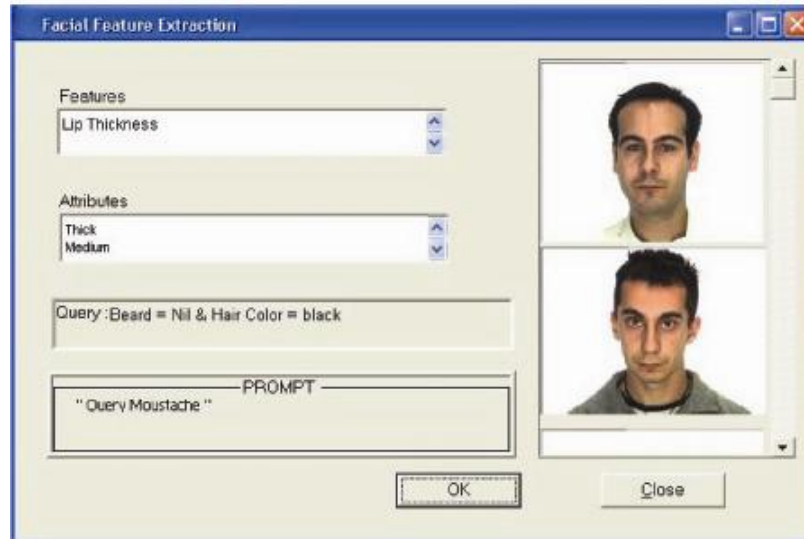 Facial Feature Extraction
Features
Lip Thickness
Attributes
Thick
Medium
Query : Beard = Nil & Hair Color = black
PROMPT
" Query Moustache "
OK
Close